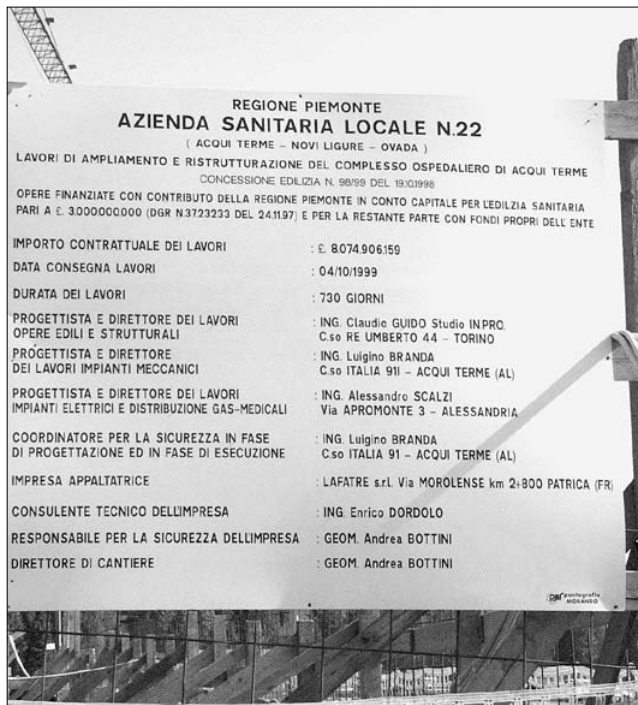 REGIONE PIEMONTE
AZIENDA SANITARIA LOCALE N.22
( ACQUI TERME - NOVI LIGURE - OVADA )
LAVORI DI AMPLIAMENTO E RISTRUTTURAZIONE DEL COMPLESSO OSPEDALIERO DI ACQUI TERME
CONCESSIONE EDILIZIA N. 98/99 DEL 19.10.1998
OPERE FINANZIATE CON CONTRIBUTO DELLA REGIONE PIEMONTE IN CONTO CAPITALE PER L'EDILZIA SANITARIA
PARI A £. 3.000000.000 (DGR N.37.23233 DEL 24.11.97) E PER LA RESTANTE PARTE CON FONDI PROPRI DELL'ENTE
IMPORTO CONTRATTUALE DEI LAVORI : £. 8.074.906.159
DATA CONSEGNA LAVORI : 04/10/1999
DURATA DEI LAVORI : 730 GIORNI
PROGETTISTA E DIRETTORE DEI LAVORI : ING. Claudio GUIDO Studio INPRO.
OPERE EDILI E STRUTTURALI C.so RE UMBERTO 44 - TORINO
PROGETTISTA E DIRETTORE : ING. Luigino BRANDA
DEI LAVORI IMPIANTI MECCANICI C.so ITALIA 911 - ACQUI TERME (AL)
PROGETTISTA E DIRETTORE DEI LAVORI : ING. Alessandro SCALZI
IMPIANTI ELETTRICI E DISTRIBUZIONE GAS-MEDICALI Via APROMONTE 3 - ALESSANDRIA
COORDINATORE PER LA SICUREZZA IN FASE : ING. Luigino BRANDA
DI PROGETTAZIONE ED IN FASE DI ESECUZIONE C.so ITALIA 91 - ACQUI TERME (AL)
IMPRESA APPALTATRICE : LAFATRE s.r.l. Via MOROLENSE km 2+800 PATRICA (FR)
CONSULENTE TECNICO DELL'IMPRESA : ING. Enrico DORDOLO
RESPONSABILE PER LA SICUREZZA DELL'IMPRESA : GEOM. Andrea BOTTINI
DIRETTORE DI CANTIERE : GEOM. Andrea BOTTINI
pantografia
MORANDO